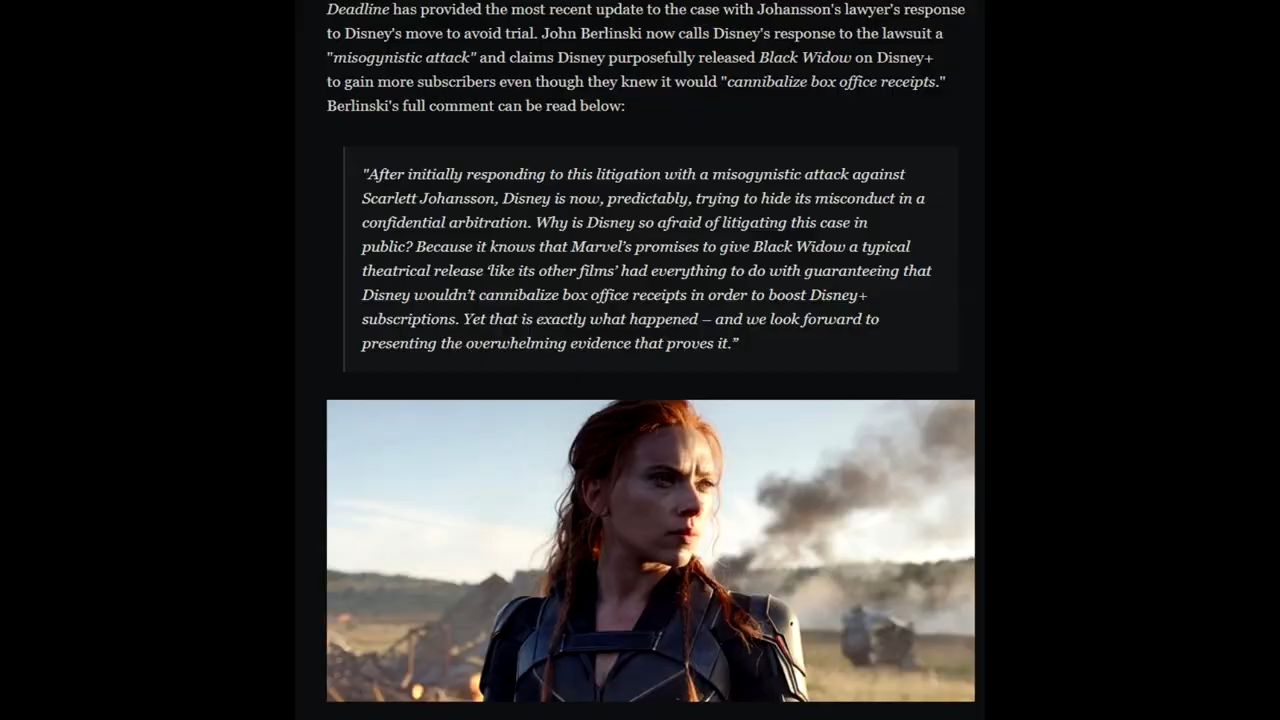 Deadline has provided the most recent update to the case with Johansson's lawyer's response
to Disney's move to avoid trial. John Berlinski now calls Disney's response to the lawsuit a
"misogynistic attack" and claims Disney purposefully released Black Widow on Disney+
to gain more subscribers even though they knew it would "cannibalize box office receipts."
Berlinski's full comment can be read below:
"After initially responding to this litigation with a misogynistic attack against
Scarlett Johansson, Disney is now, predictably, trying to hide its misconduct in a
confidential arbitration. Why is Disney so afraid of litigating this case in
public? Because it knows that Marvel’s promises to give Black Widow a typical
theatrical release ‘like its other films’ had everything to do with guaranteeing that
Disney wouldn’t cannibalize box office receipts in order to boost Disney+
subscriptions. Yet that is exactly what happened – and we look forward to
presenting the overwhelming evidence that proves it.”